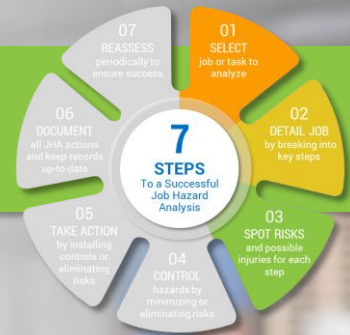 7
STEPS
To a Successful
Job Hazard
Analysis
01
SELECT
job or task to
analyze
02
DETAIL JOB
by breaking into
key steps
03
SPOT RISKS
and possible
injuries for each
step
04
CONTROL
hazards by
minimizing or
eliminating risks
05
TAKE ACTION
by installing
controls or
eliminating
risks
06
DOCUMENT
all JHA actions
and keep records
up-to-date
07
REASSESS
periodically to
ensure success